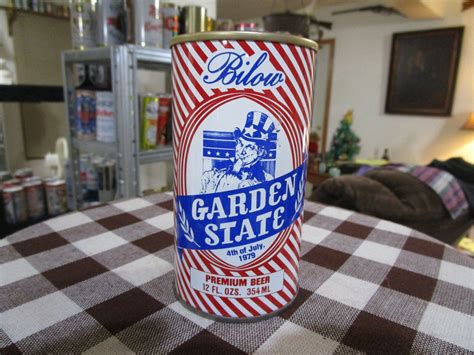 Bilow
GARDEN
STATE
4th of July,
1979
PREMIUM BEER
12 FL. OZS. 354 ML